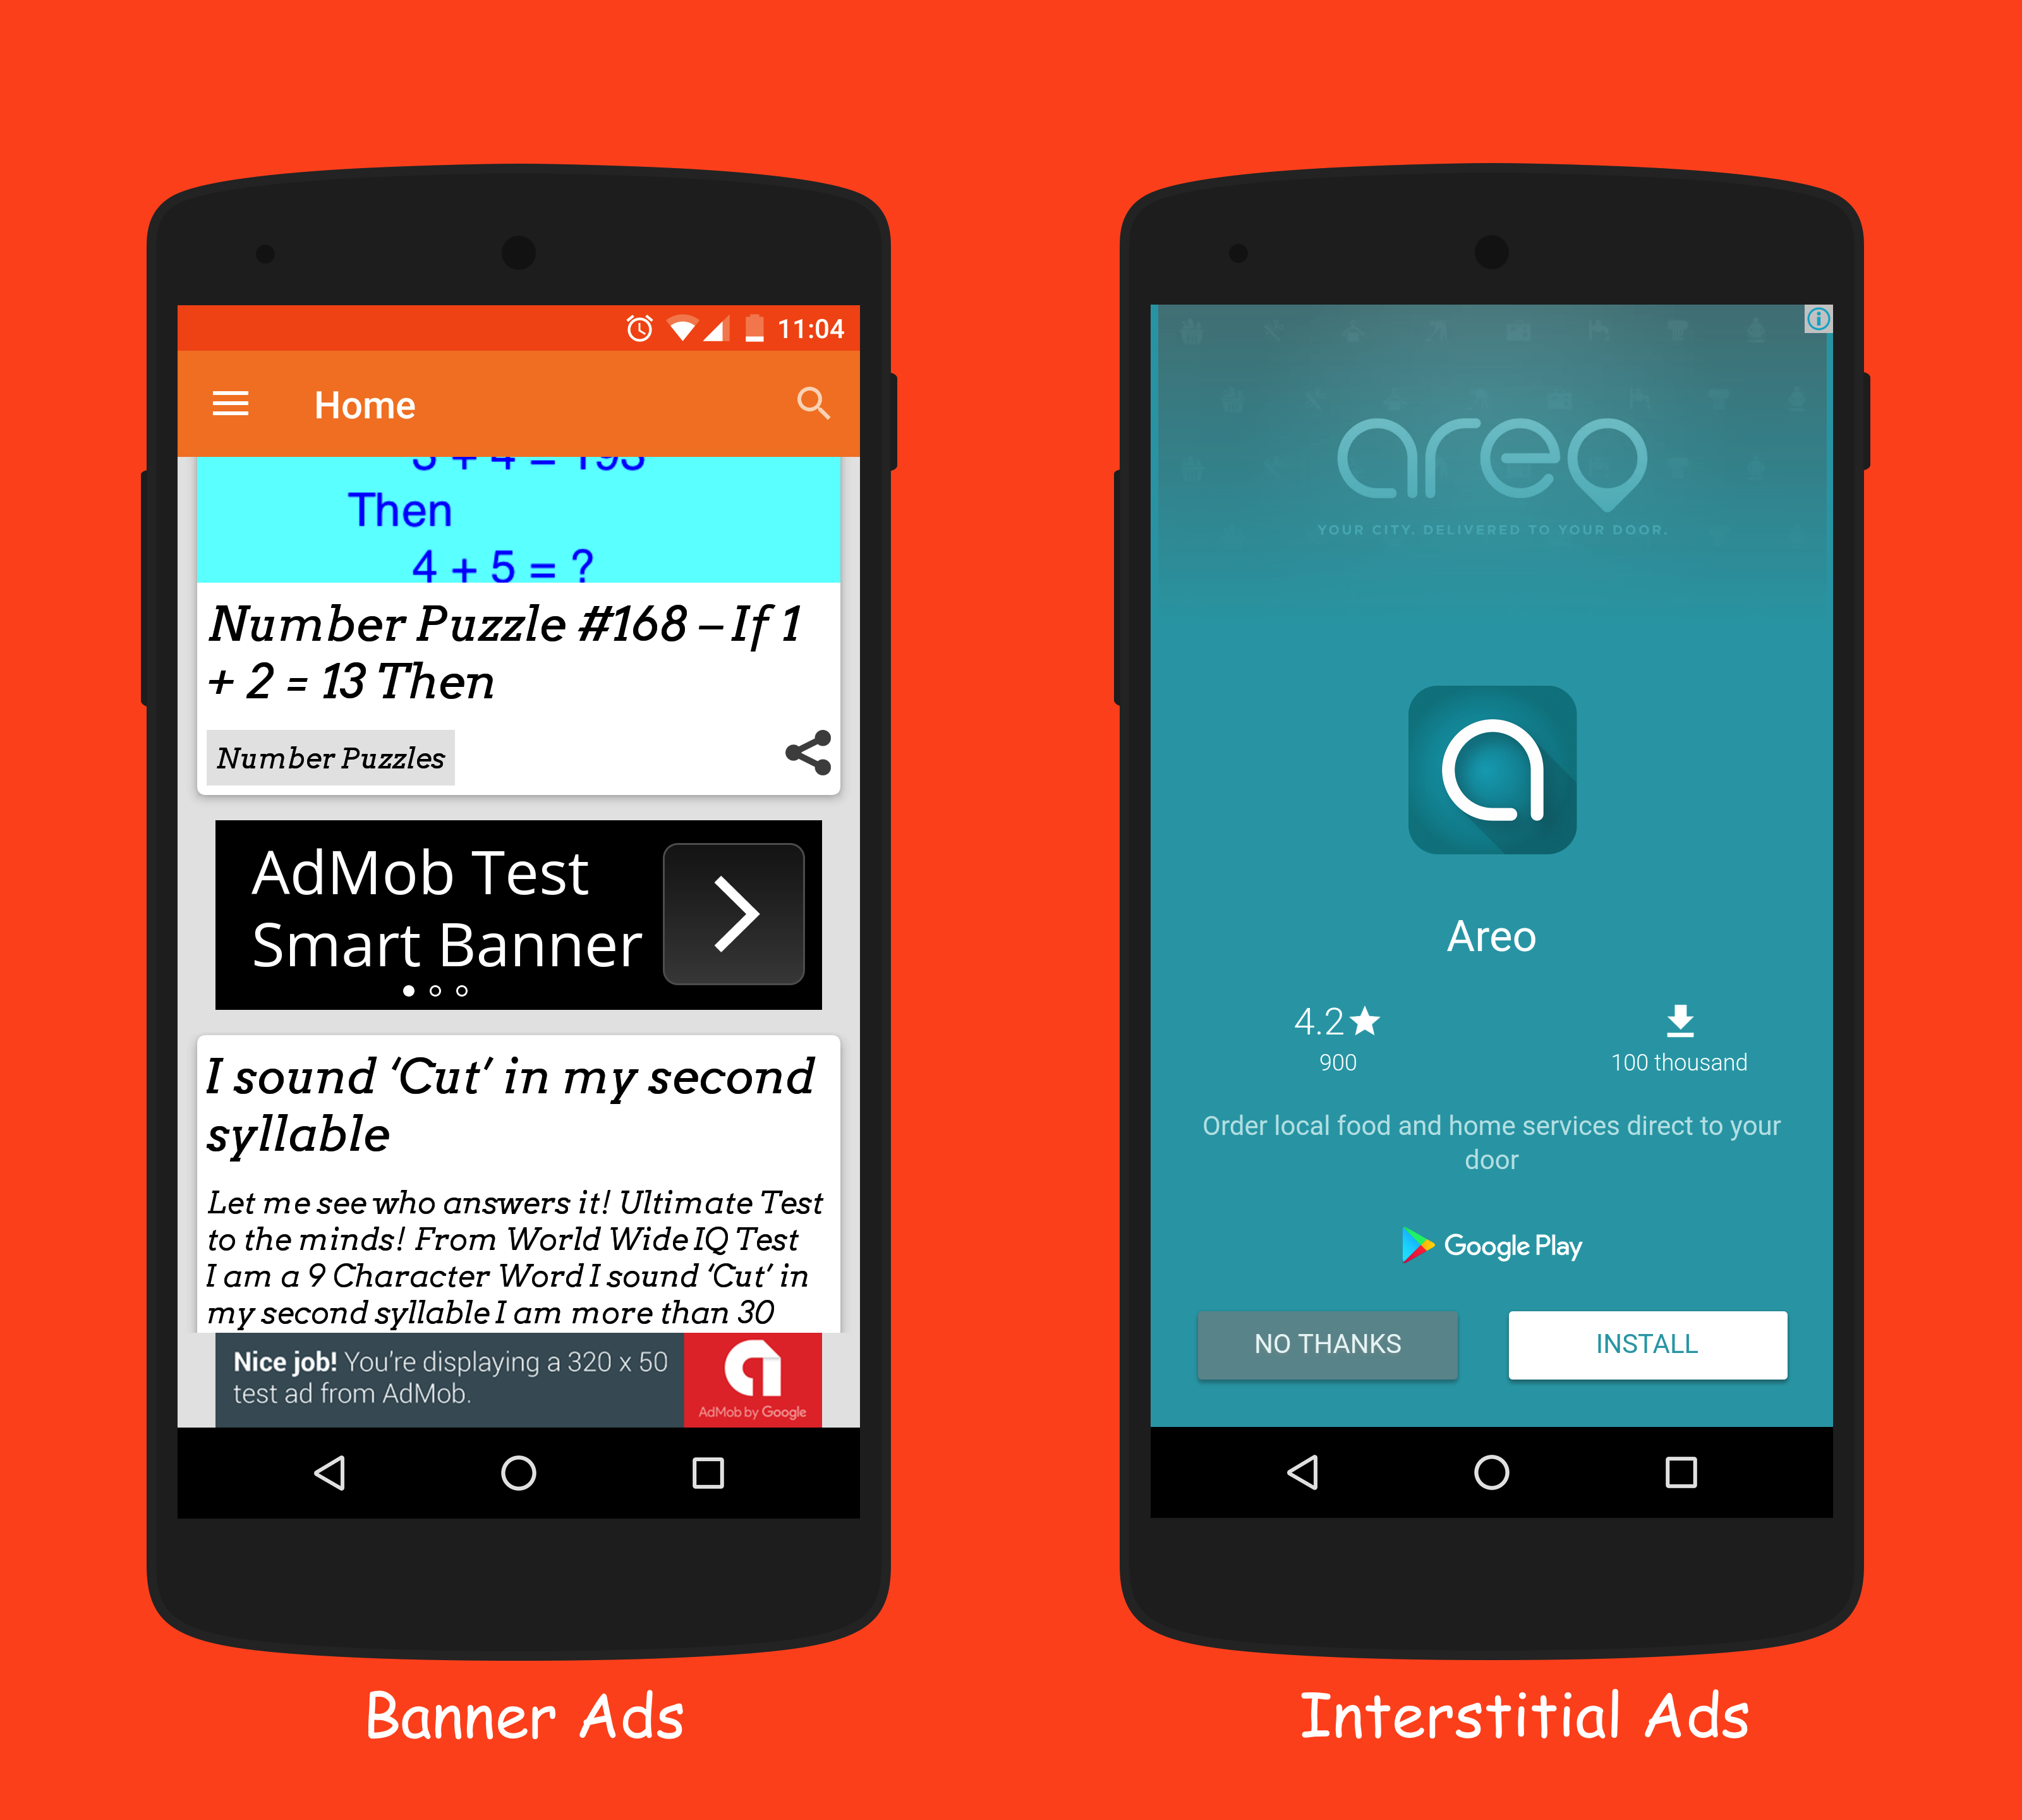 11:04
Home
3 + 4 = 193
Then
4 + 5 = ?
Number Puzzle #168 – If 1
+ 2 = 13 Then
Number Puzzles
AdMob Test
Smart Banner
I sound ‘Cut’ in my second
syllable
Let me see who answers it! Ultimate Test
to the minds! From World Wide IQ Test
I am a 9 Character Word I sound ‘Cut’ in
my second syllable I am more than 30
Nice job! You’re displaying a 320 x 50
test ad from AdMob.
AdMob by Google
Banner Ads
areo
YOUR CITY. DELIVERED TO YOUR DOOR.
Areo
4.2
900
100 thousand
Order local food and home services direct to your
door
Google Play
NO THANKS
INSTALL
Interstitial Ads